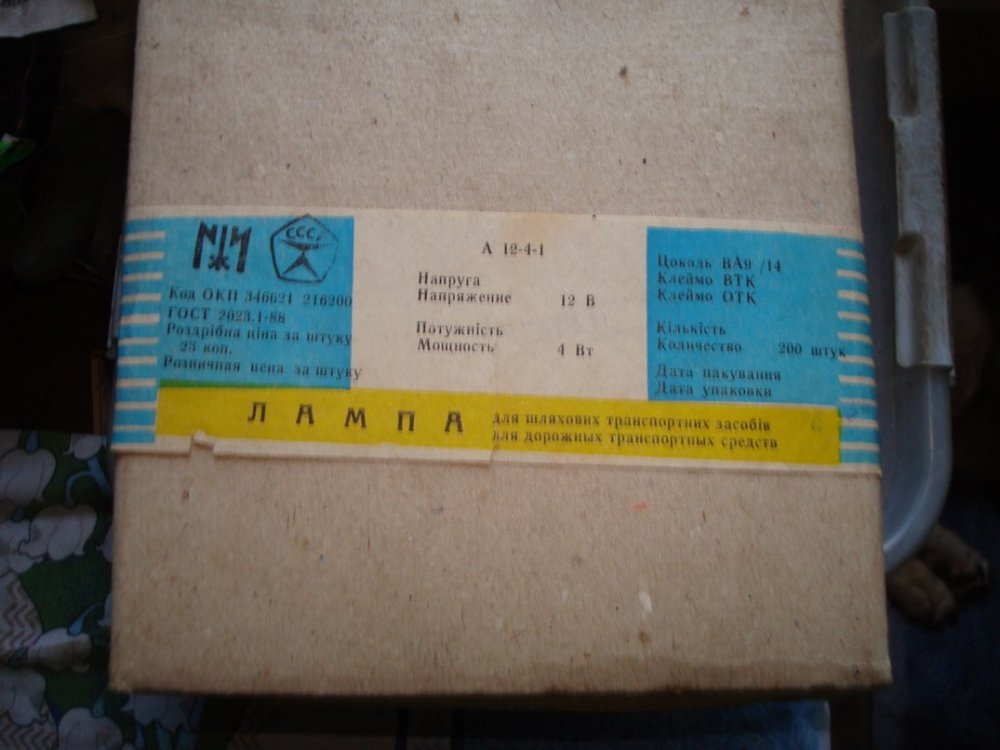 СССР
Код ОКП 346621 216200
ГОСТ 2023.1-88
Роздрібна ціна за штуку
23 коп.
Розничная цена за штуку
А 12-4-1
Напруга
Напряжение 12 В
Потужність
Мощность 4 Вт
Цоколь ВА9 /14
Клеймо ВТК
Клеймо ОТК
Кількість
Количество 200 штук
Дата пакування
Дата упаковки
ЛАМПА
для шляхових транспортних засобів
для дорожных транспортных средств